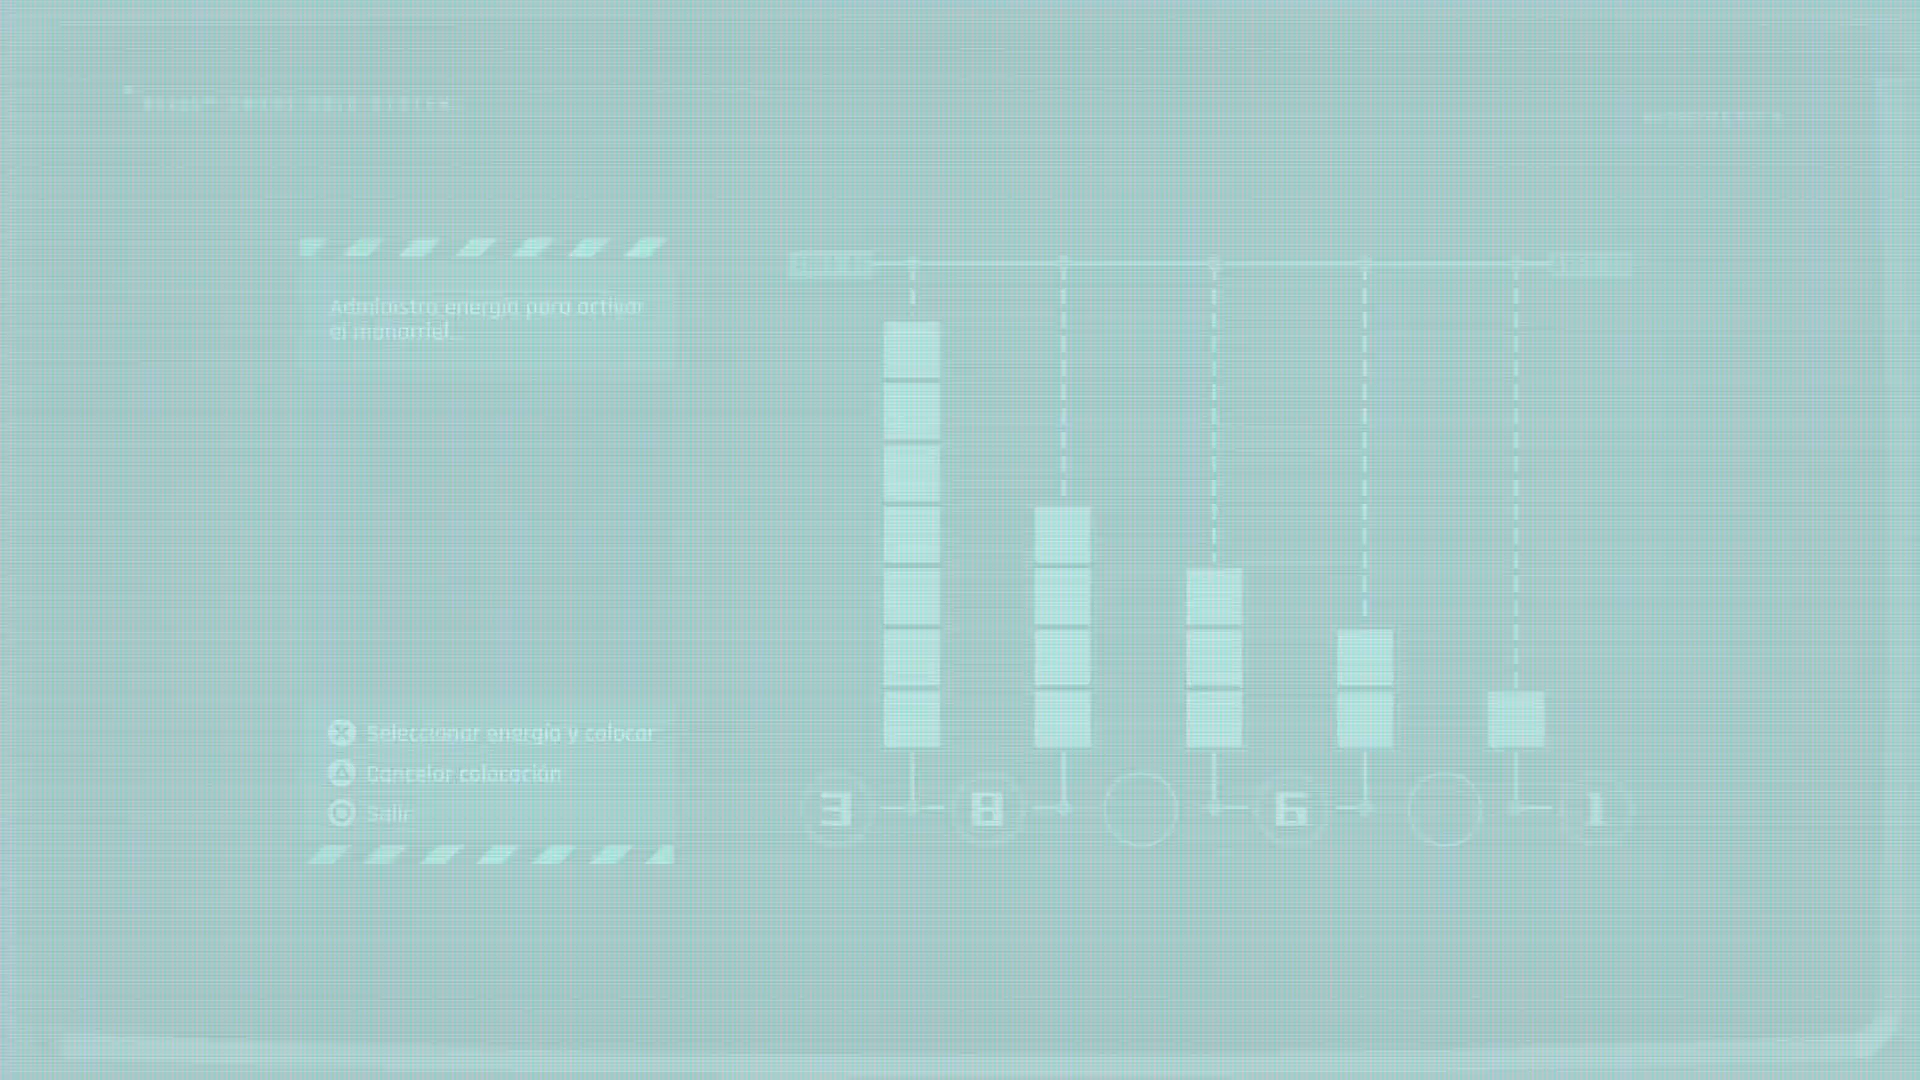 Administra energía para activar
el monorriel.
Seleccionar energía y colocar
Cancelar colocación
Salir
3 8 6 1